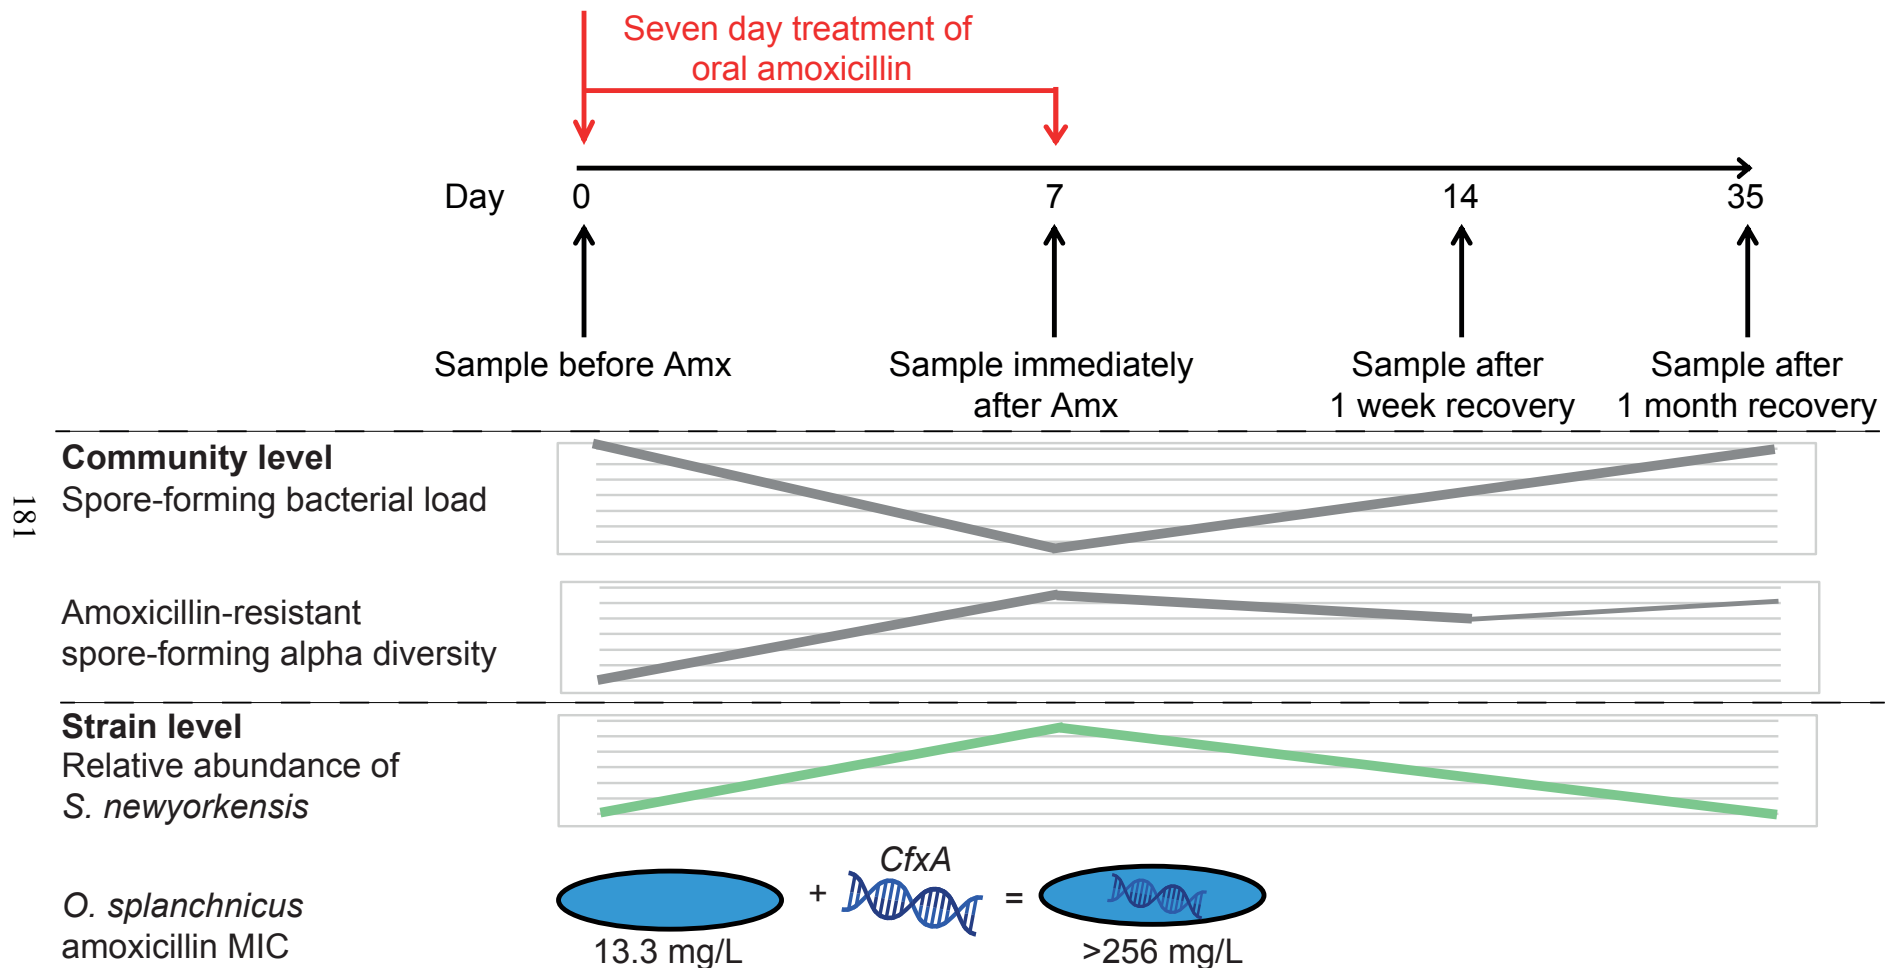 Seven day treatment of
oral amoxicillin
Day 0 7 14 35
Sample before Amx
Sample immediately
after Amx
Sample after
1 week recovery
Sample after
1 month recovery
Community level
Spore-forming bacterial load
181
Amoxicillin-resistant
spore-forming alpha diversity
Strain level
Relative abundance of
S. newyorkensis
O. splanchnicus
amoxicillin MIC
CfxA
+ =
13.3 mg/L
>256 mg/L